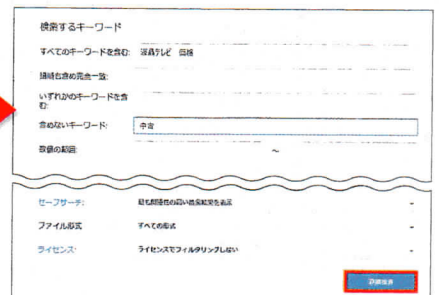 検索するキーワード
すべてのキーワードを含む: 液晶テレビ 価格
語順も含め完全一致:
いずれかのキーワードを含む:
含めないキーワード: 中古
数値の範囲: ～
セーフサーチ: 最も関連性の高い検索結果を表示
ファイル形式 すべての形式
ライセンス: ライセンスでフィルタリングしない
詳細検索